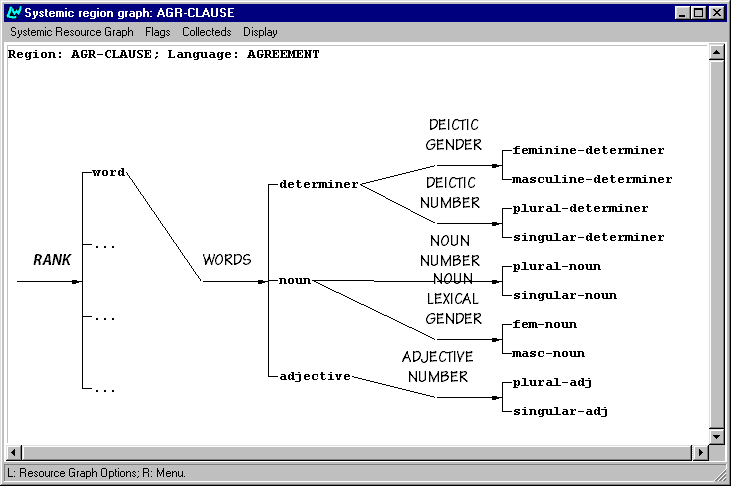 Systemic region graph: AGR-CLAUSE
Systemic Resource Graph Flags Collecteds Display
Region: AGR-CLAUSE; Language: AGREEMENT
RANK
word
...
...
...
WORDS
determiner
noun
adjective
DEICTIC
GENDER
feminine-determiner
masculine-determiner
DEICTIC
NUMBER
plural-determiner
singular-determiner
NOUN
NUMBER
plural-noun
singular-noun
NOUN
LEXICAL
GENDER
fem-noun
masc-noun
ADJECTIVE
NUMBER
plural-adj
singular-adj
L: Resource Graph Options; R: Menu.